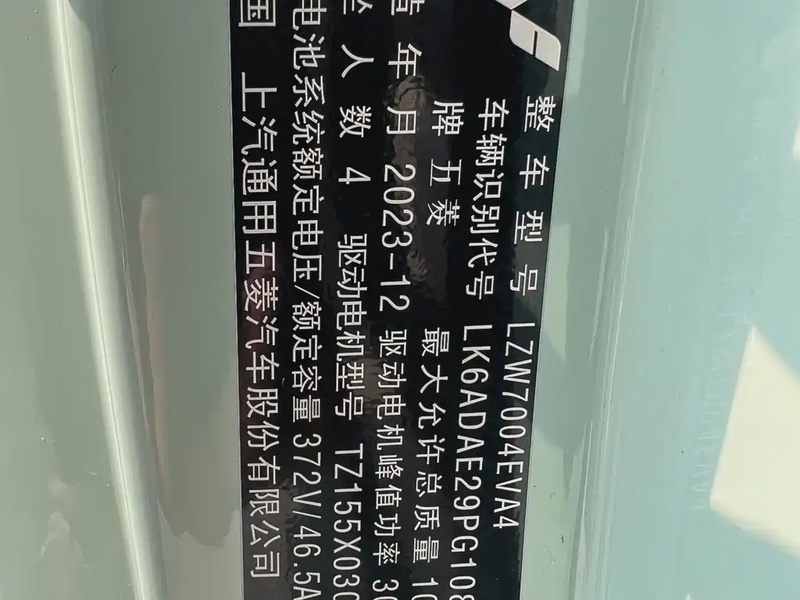 整车型号 LZW7004EVA4
车辆识别代号 LK6ADAE29PG108
牌 五菱 最大允许总质量 10
造年月 2023-12 驱动电机峰值功率 30
坐人数 4 驱动电机型号 TZ155X030
电池系统额定电压/额定容量 372V/46.5A
国 上汽通用五菱汽车股份有限公司